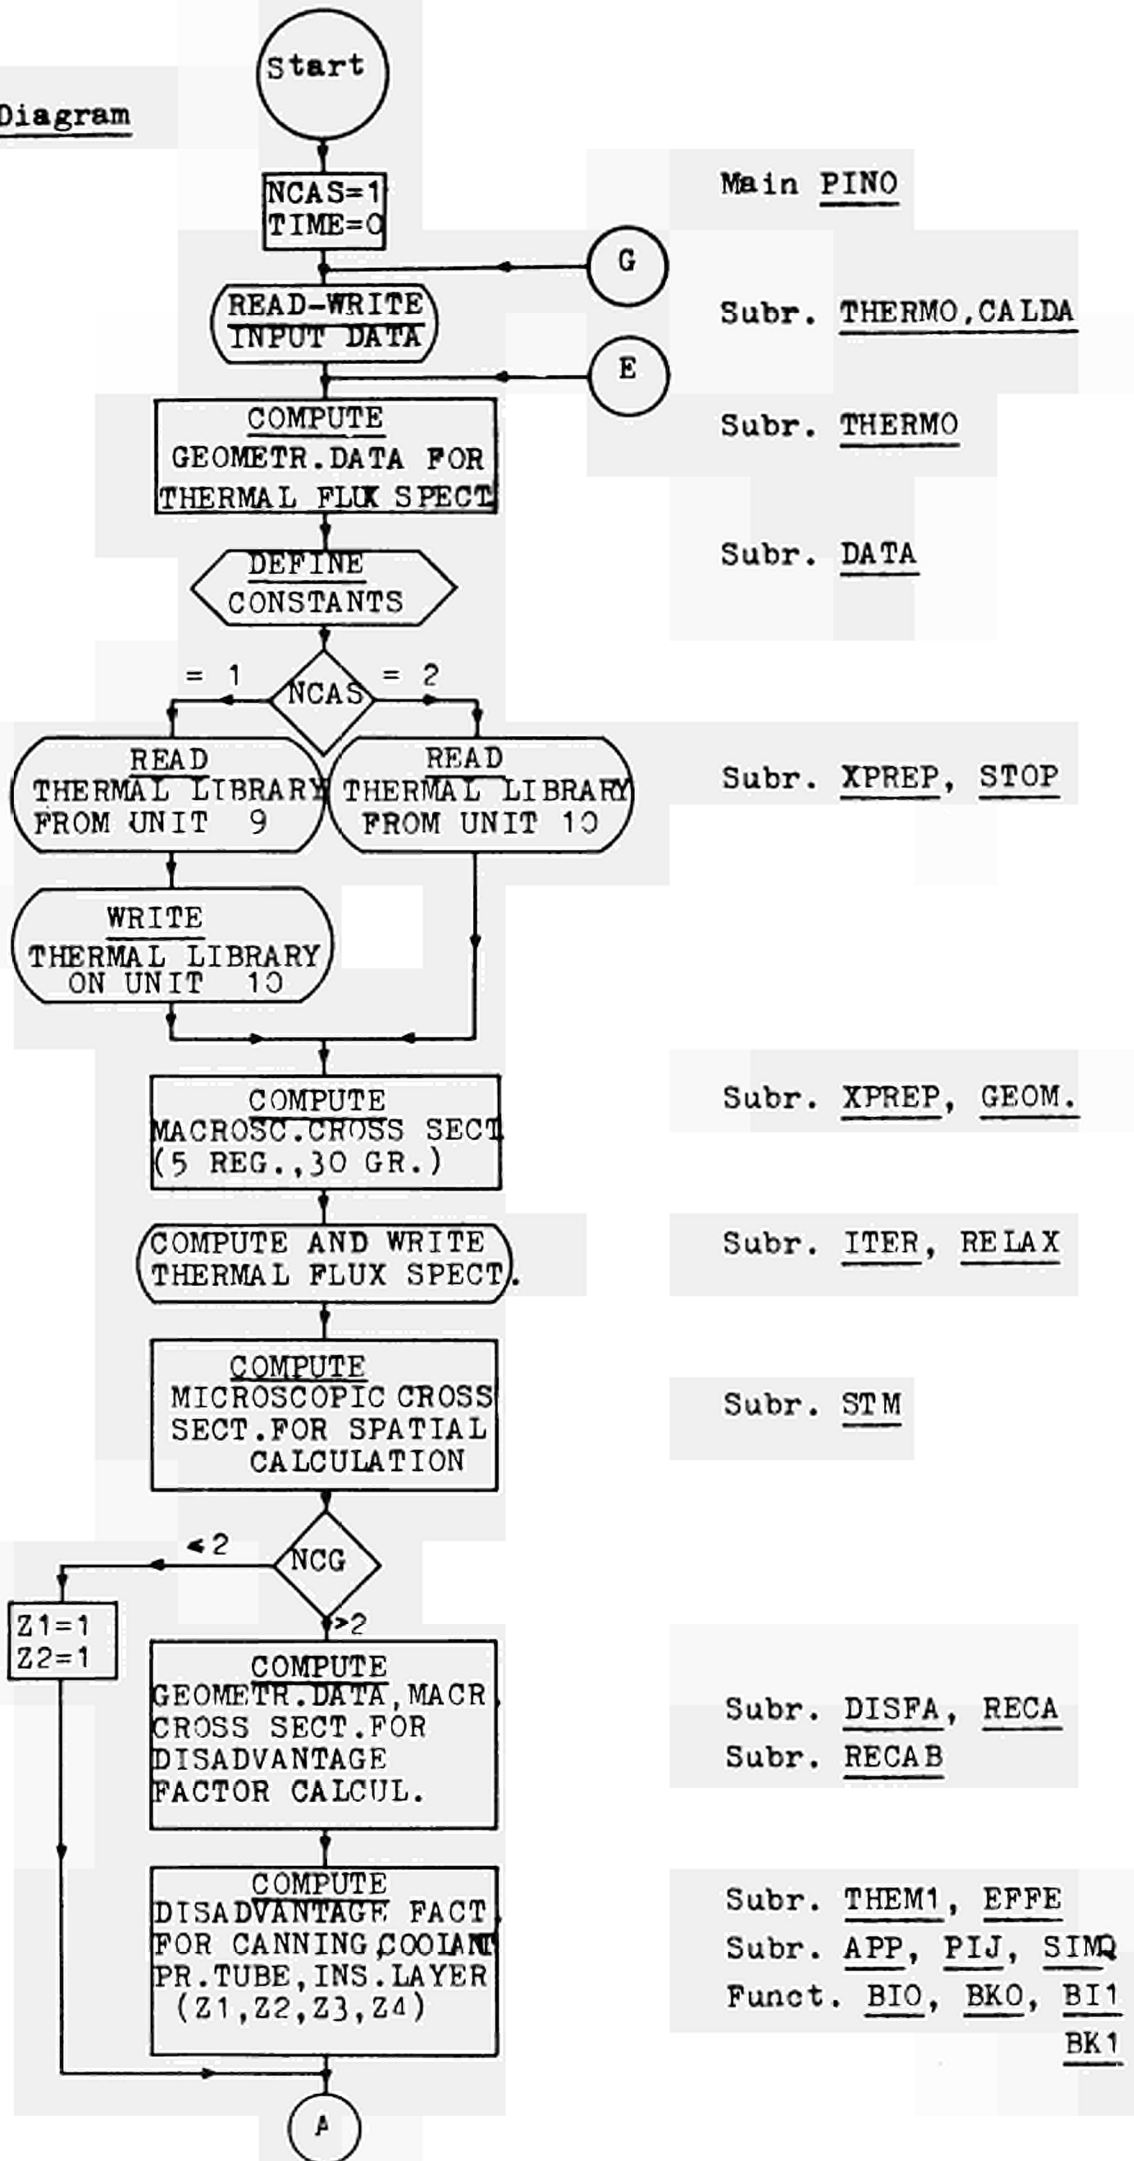 Start
Diagram
NCAS=1
TIME=0
Main PINO
G
READ-WRITE
INPUT DATA
Subr. THERMO,CALDA
E
COMPUTE
GEOMETR.DATA FOR
THERMAL FLUX SPECT
Subr. THERMO
DEFINE
CONSTANTS
Subr. DATA
= 1
NCAS
= 2
READ
THERMAL LIBRARY
FROM UNIT 9
READ
THERMAL LIBRARY
FROM UNIT 10
Subr. XPREP, STOP
WRITE
THERMAL LIBRARY
ON UNIT 10
COMPUTE
MACROSC.CROSS SECT.
(5 REG.,30 GR.)
Subr. XPREP, GEOM.
COMPUTE AND WRITE
THERMAL FLUX SPECT.
Subr. ITER, RELAX
COMPUTE
MICROSCOPIC CROSS
SECT.FOR SPATIAL
CALCULATION
Subr. STM
≤2
NCG
>2
Z1=1
Z2=1
COMPUTE
GEOMETR.DATA,MACR.
CROSS SECT.FOR
DISADVANTAGE
FACTOR CALCUL.
Subr. DISFA, RECA
Subr. RECAB
COMPUTE
DISADVANTAGE FACT.
FOR CANNING,COOLANT
PR.TUBE,INS.LAYER
(Z1,Z2,Z3,Z4)
Subr. THEM1, EFFE
Subr. APP, PIJ, SIMQ
Funct. BIO, BKO, BI1
BK1
A